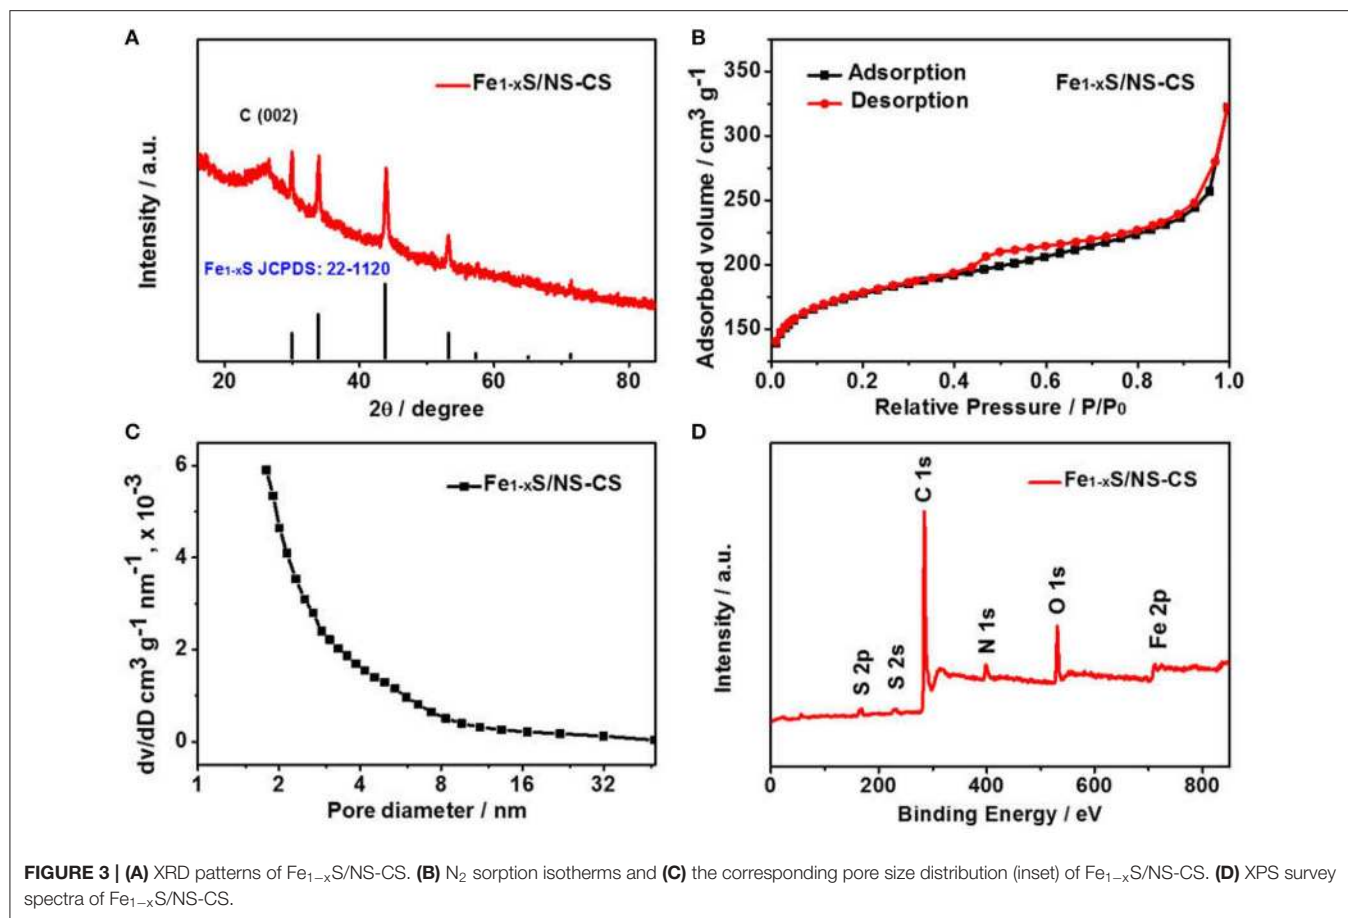 A
Fe1-xS/NS-CS
C (002)
Fe1-xS JCPDS: 22-1120
Intensity / a.u.
20 40 60 80
2θ / degree
B
350
300
250
200
150
Adsorption
Desorption
Fe1-xS/NS-CS
Adsorbed volume / cm3 g-1
0.0 0.2 0.4 0.6 0.8 1.0
Relative Pressure / P/P0
C
6
4
2
0
Fe1-xS/NS-CS
dv/dD cm3 g-1 nm-1 , x 10-3
1 2 4 8 16 32
Pore diameter / nm
D
Fe1-xS/NS-CS
S 2p
S 2s
C 1s
N 1s
O 1s
Fe 2p
Intensity / a.u.
0 200 400 600 800
Binding Energy / eV
FIGURE 3 | (A) XRD patterns of Fe1−xS/NS-CS. (B) N2 sorption isotherms and (C) the corresponding pore size distribution (inset) of Fe1−xS/NS-CS. (D) XPS survey
spectra of Fe1−xS/NS-CS.